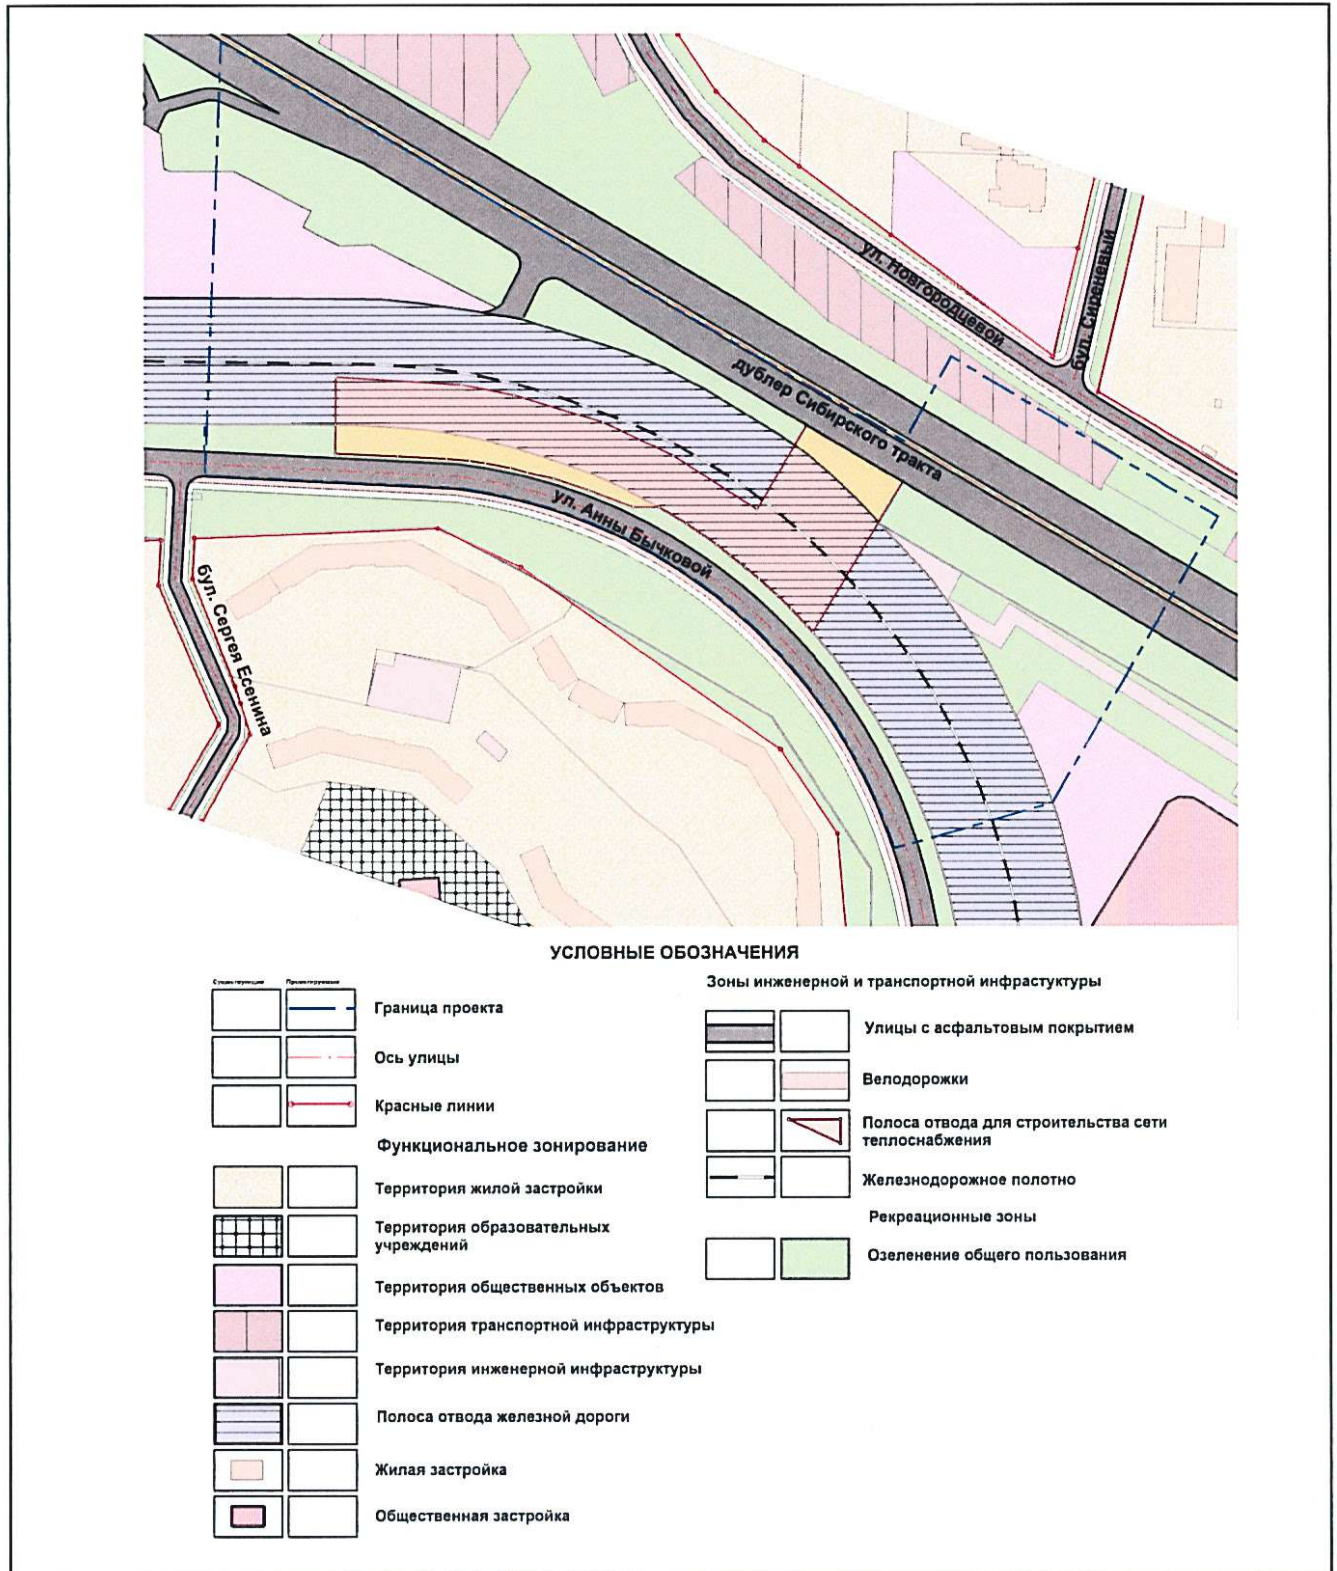 ул. Новгородцевой
бул. Сиреневый
дублер Сибирского тракта
ул. Анны Бычковой
бул. Сергея Есенина
УСЛОВНЫЕ ОБОЗНАЧЕНИЯ
Существующие Проектируемые
Граница проекта
Ось улицы
Красные линии
Функциональное зонирование
Территория жилой застройки
Территория образовательных
учреждений
Территория общественных объектов
Территория транспортной инфраструктуры
Территория инженерной инфраструктуры
Полоса отвода железной дороги
Жилая застройка
Общественная застройка
Зоны инженерной и транспортной инфрастуктуры
Улицы с асфальтовым покрытием
Велодорожки
Полоса отвода для строительства сети
теплоснабжения
Железнодорожное полотно
Рекреационные зоны
Озеленение общего пользования